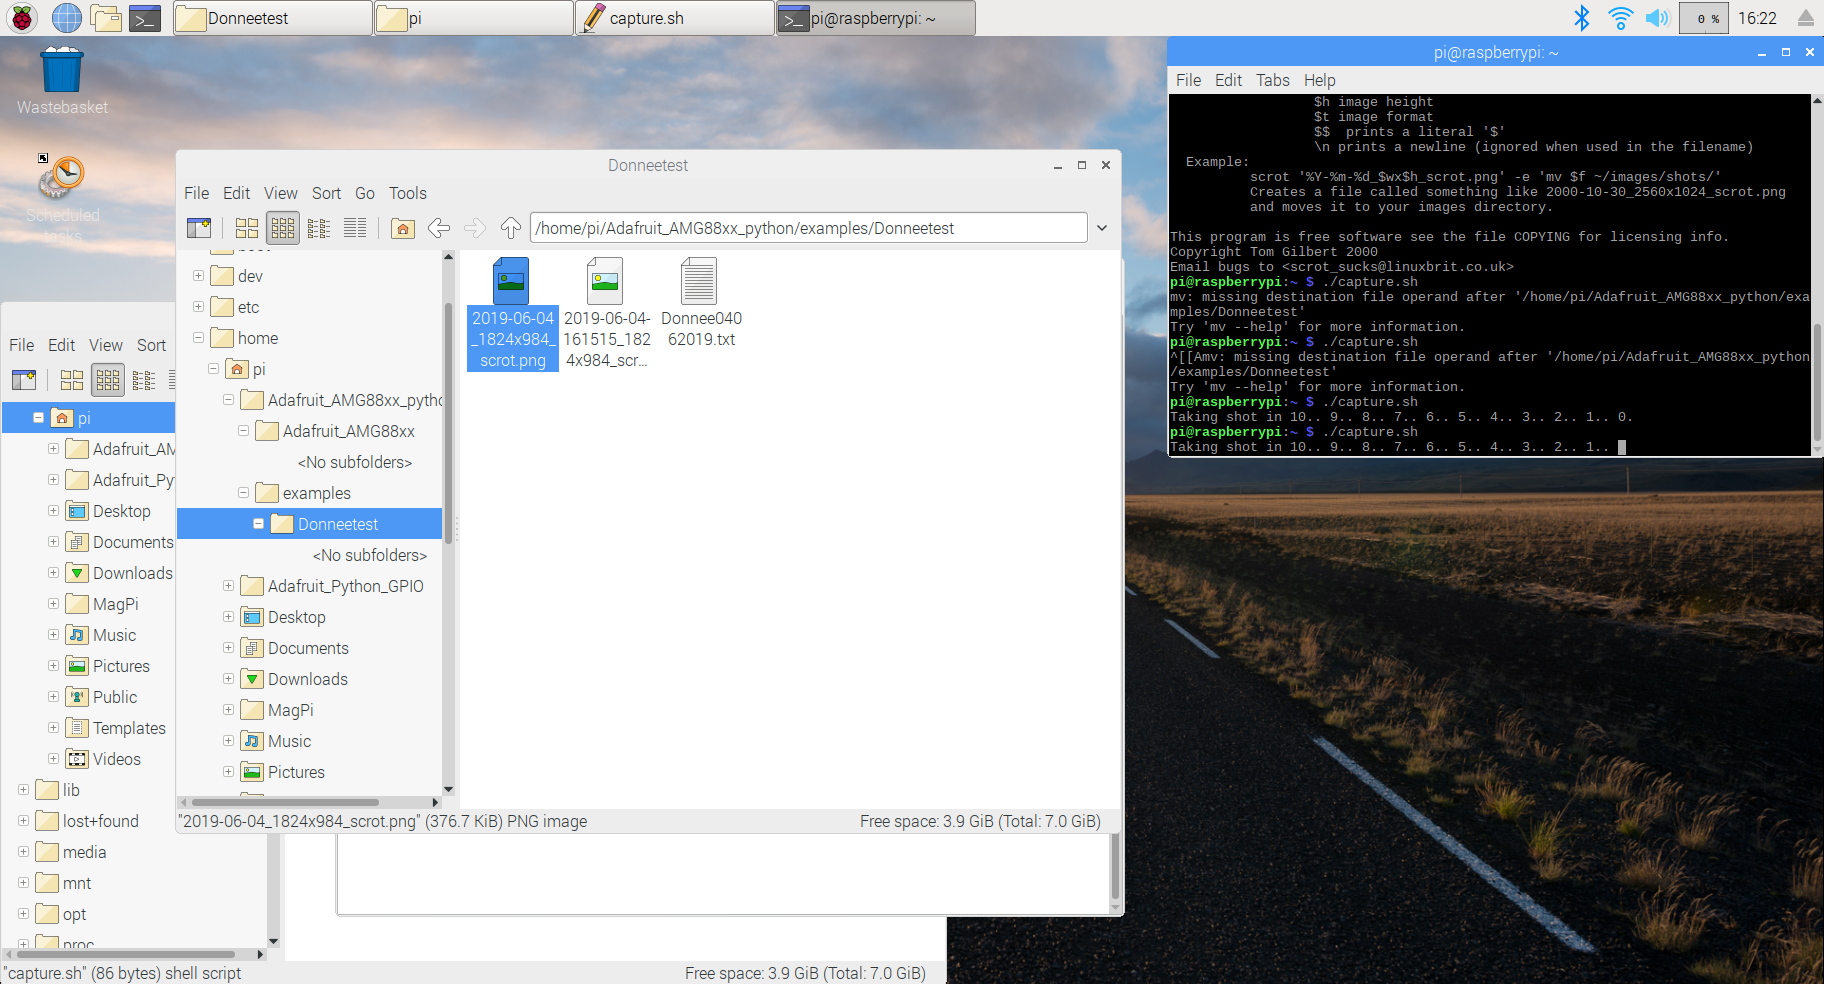 Donneetest
pi
capture.sh
pi@raspberrypi: ~
0 %
16:22
Wastebasket
Scheduled
tasks
pi@raspberrypi: ~
File Edit Tabs Help
$h image height
$t image format
$$  prints a literal '$'
\n prints a newline (ignored when used in the filename)
Example:
scrot '%Y-%m-%d_$wx$h_scrot.png' -e 'mv $f ~/images/shots/'
Creates a file called something like 2000-10-30_2560x1024_scrot.png
and moves it to your images directory.
This program is free software see the file COPYING for licensing info.
Copyright Tom Gilbert 2000
Email bugs to <scrot_sucks@linuxbrit.co.uk>
pi@raspberrypi:~ $ ./capture.sh
mv: missing destination file operand after '/home/pi/Adafruit_AMG88xx_python/exa
mples/Donneetest'
Try 'mv --help' for more information.
pi@raspberrypi:~ $ ./capture.sh
^[[Amv: missing destination file operand after '/home/pi/Adafruit_AMG88xx_python
/examples/Donneetest'
Try 'mv --help' for more information.
pi@raspberrypi:~ $ ./capture.sh
Taking shot in 10.. 9.. 8.. 7.. 6.. 5.. 4.. 3.. 2.. 1.. 0.
pi@raspberrypi:~ $ ./capture.sh
Taking shot in 10.. 9.. 8.. 7.. 6.. 5.. 4.. 3.. 2.. 1..
Donneetest
File Edit View Sort Go Tools
/home/pi/Adafruit_AMG88xx_python/examples/Donneetest
dev
etc
home
pi
Adafruit_AMG88xx_pytho
Adafruit_AMG88xx
<No subfolders>
examples
Donneetest
<No subfolders>
Adafruit_Python_GPIO
Desktop
Documents
Downloads
MagPi
Music
Pictures
2019-06-04
_1824x984_
scrot.png
2019-06-04-
161515_182
4x984_scr...
Donnee040
62019.txt
"2019-06-04_1824x984_scrot.png" (376.7 KiB) PNG image
Free space: 3.9 GiB (Total: 7.0 GiB)
File Edit View Sort
pi
Adafruit_AM
Adafruit_Py
Desktop
Documents
Downloads
MagPi
Music
Pictures
Public
Templates
Videos
lib
lost+found
media
mnt
opt
proc
"capture.sh" (86 bytes) shell script
Free space: 3.9 GiB (Total: 7.0 GiB)